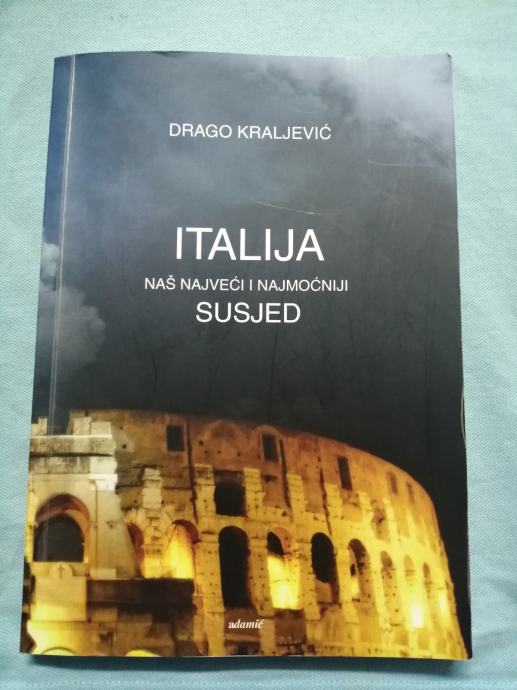 DRAGO KRALJEVIĆ
ITALIJA
NAŠ NAJVEĆI I NAJMOĆNIJI
SUSJED
adamić